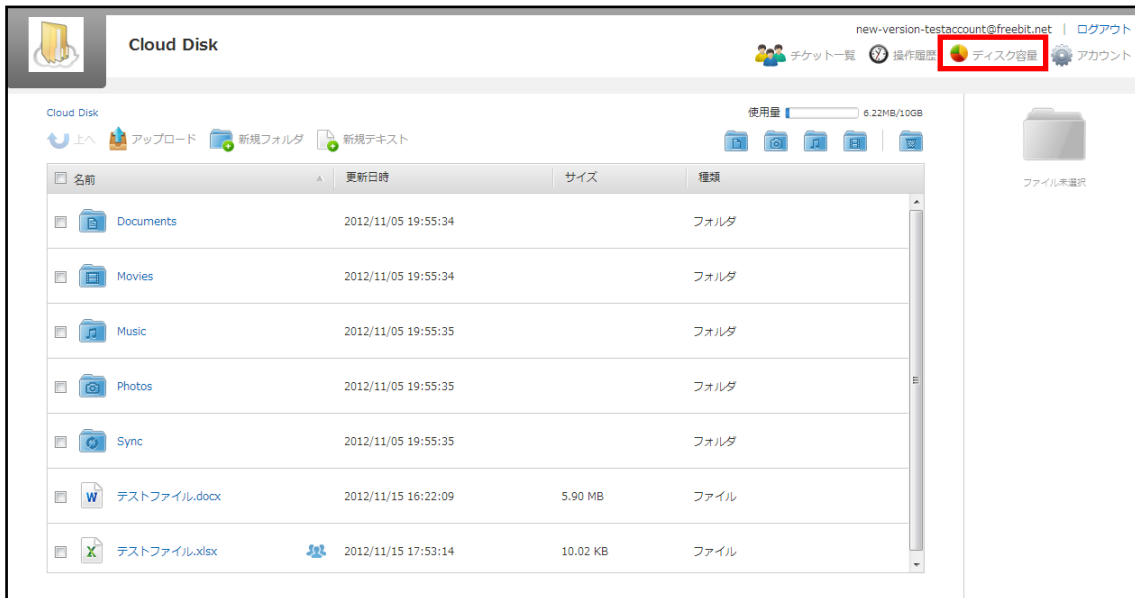 new-version-testaccount@freebit.net | ログアウト
Cloud Disk
チケット一覧 操作履歴 ディスク容量 アカウント
Cloud Disk
使用量 6.22MB/10GB
上へ アップロード 新規フォルダ 新規テキスト
ファイル未選択
名前 更新日時 サイズ 種類
Documents 2012/11/05 19:55:34 フォルダ
Movies 2012/11/05 19:55:34 フォルダ
Music 2012/11/05 19:55:35 フォルダ
Photos 2012/11/05 19:55:35 フォルダ
Sync 2012/11/05 19:55:35 フォルダ
テストファイル.docx 2012/11/15 16:22:09 5.90 MB ファイル
テストファイル.xlsx 2012/11/15 17:53:14 10.02 KB ファイル